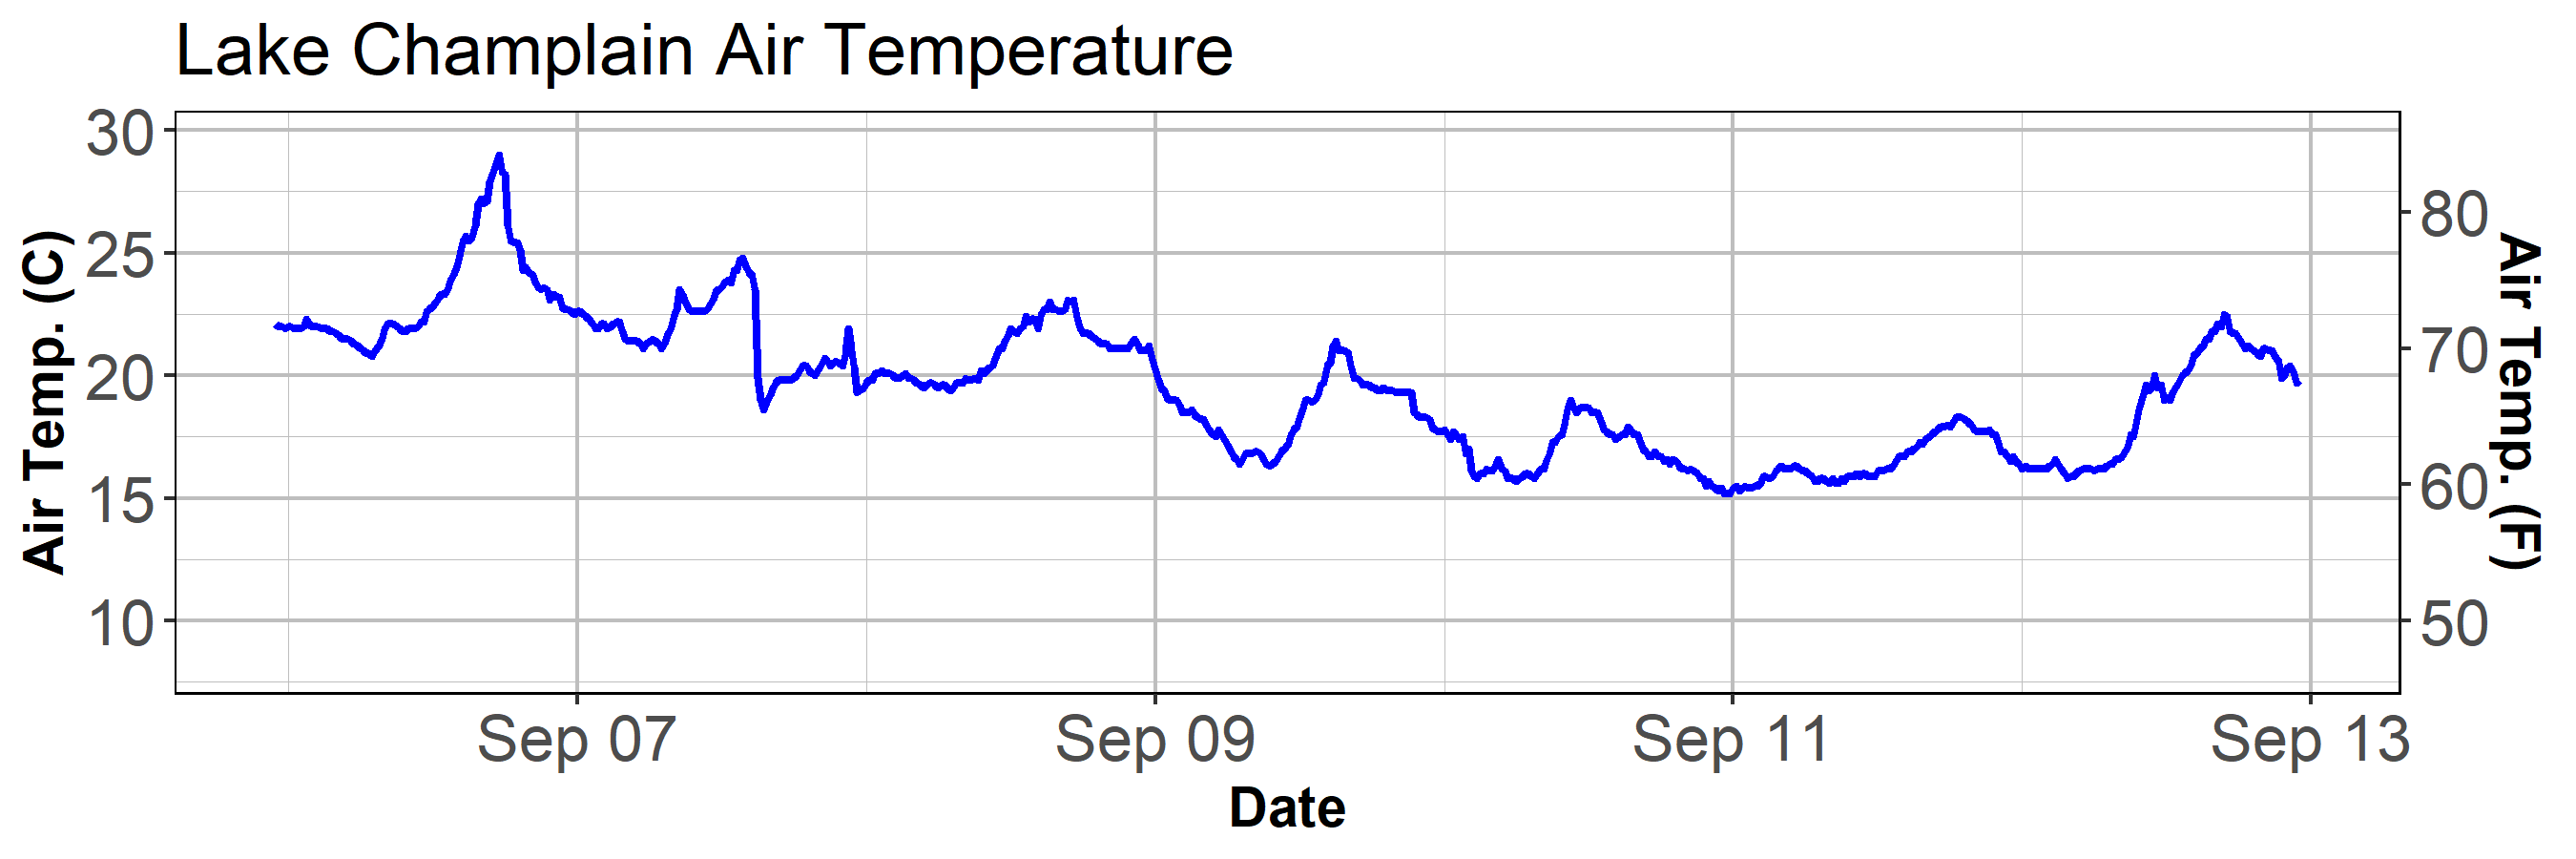 Lake Champlain Air Temperature
30
25
20
15
10
Air Temp. (C)
80
70
60
50
Air Temp. (F)
Sep 07
Sep 09
Sep 11
Sep 13
Date